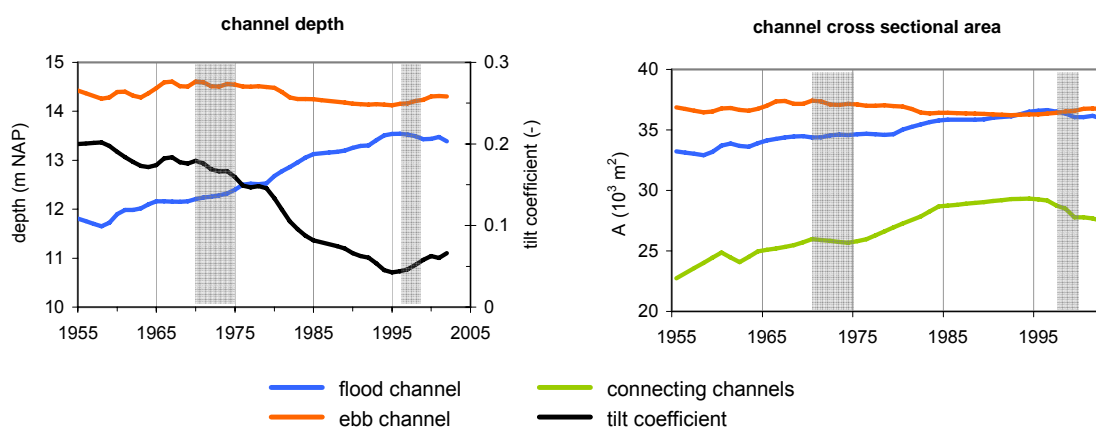 channel depth
15
14
13
12
11
10
depth (m NAP)
0.3
0.2
0.1
0
tilt coefficient (-)
1955 1965 1975 1985 1995 2005
channel cross sectional area
40
35
30
25
20
A (10³ m²)
1955 1965 1975 1985 1995
flood channel
connecting channels
ebb channel
tilt coefficient